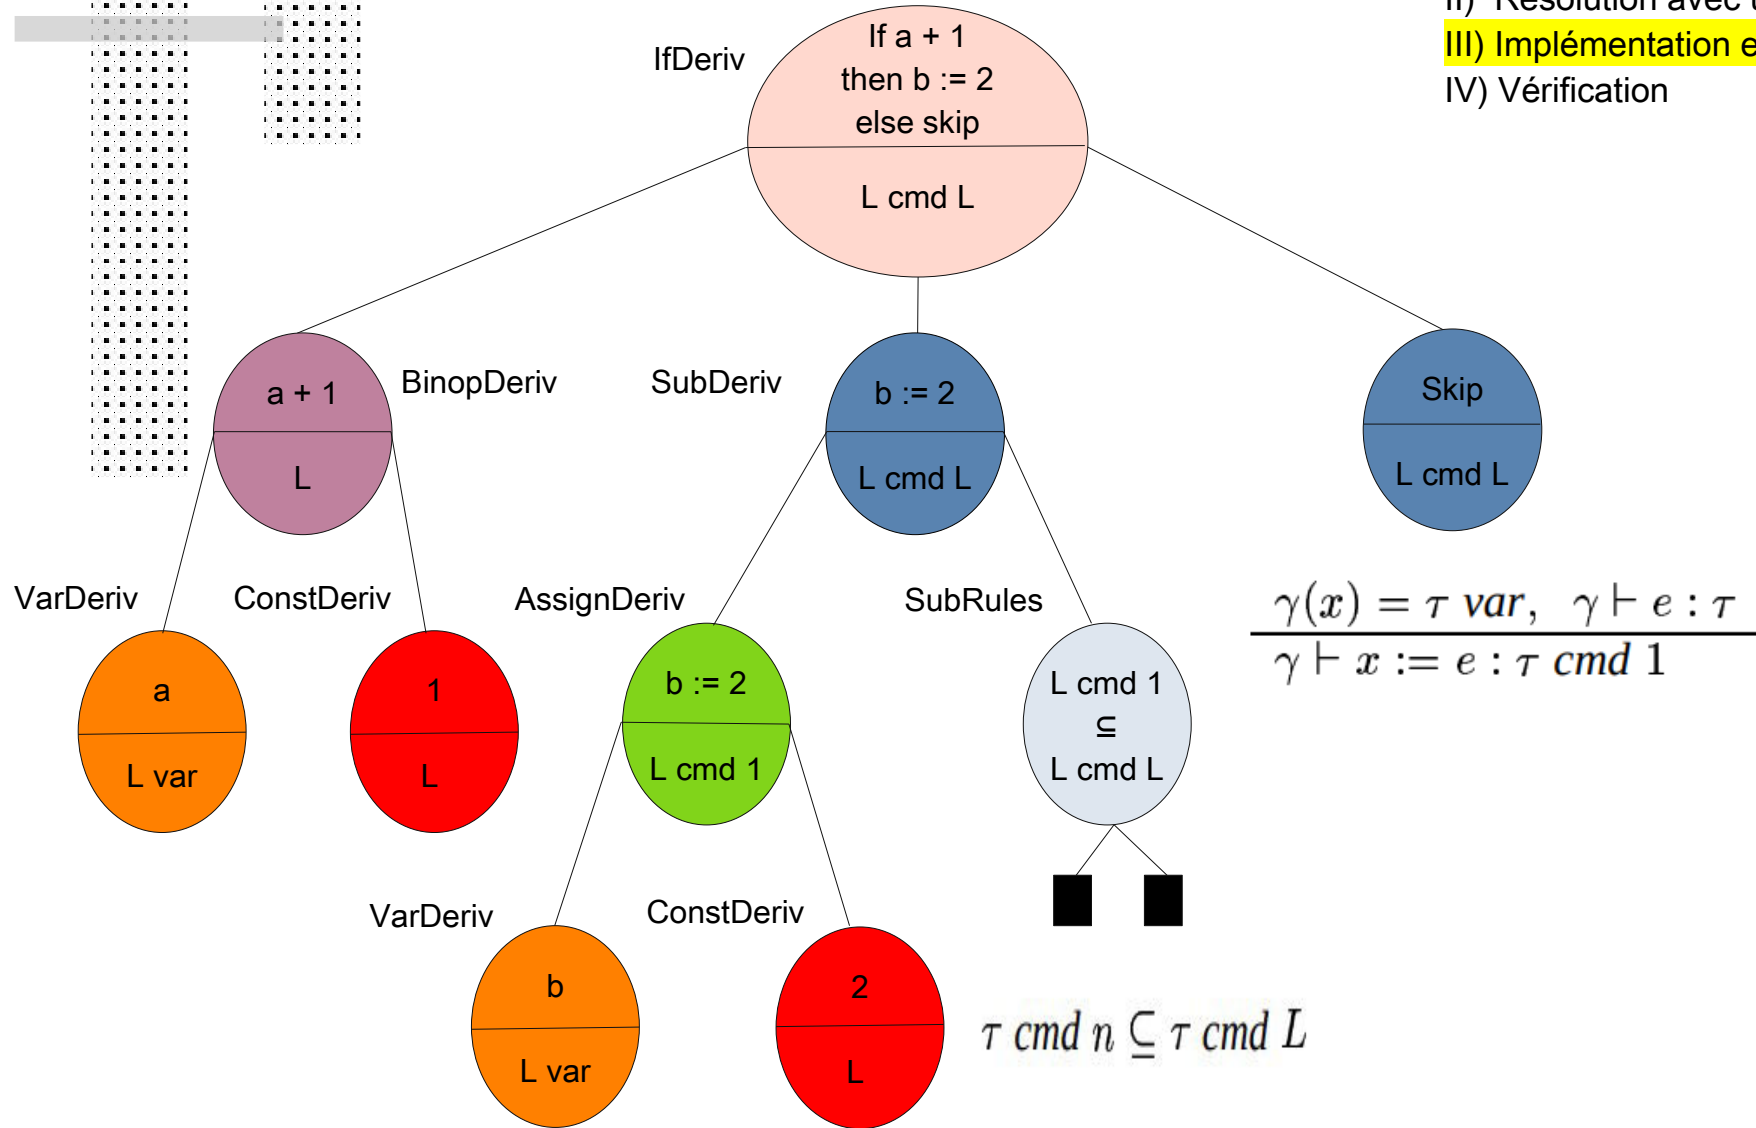 II) Résolution avec
III) Implémentation e
IV) Vérification
IfDeriv
If a + 1
then b := 2
else skip
L cmd L
a + 1
L
BinopDeriv
SubDeriv
b := 2
L cmd L
Skip
L cmd L
VarDeriv
ConstDeriv
AssignDeriv
SubRules
a
L var
1
L
b := 2
L cmd 1
L cmd 1
⊆
L cmd L
γ(x) = τ var, γ ⊢ e : τ
γ ⊢ x := e : τ cmd 1
VarDeriv
ConstDeriv
b
L var
2
L
τ cmd n ⊆ τ cmd L